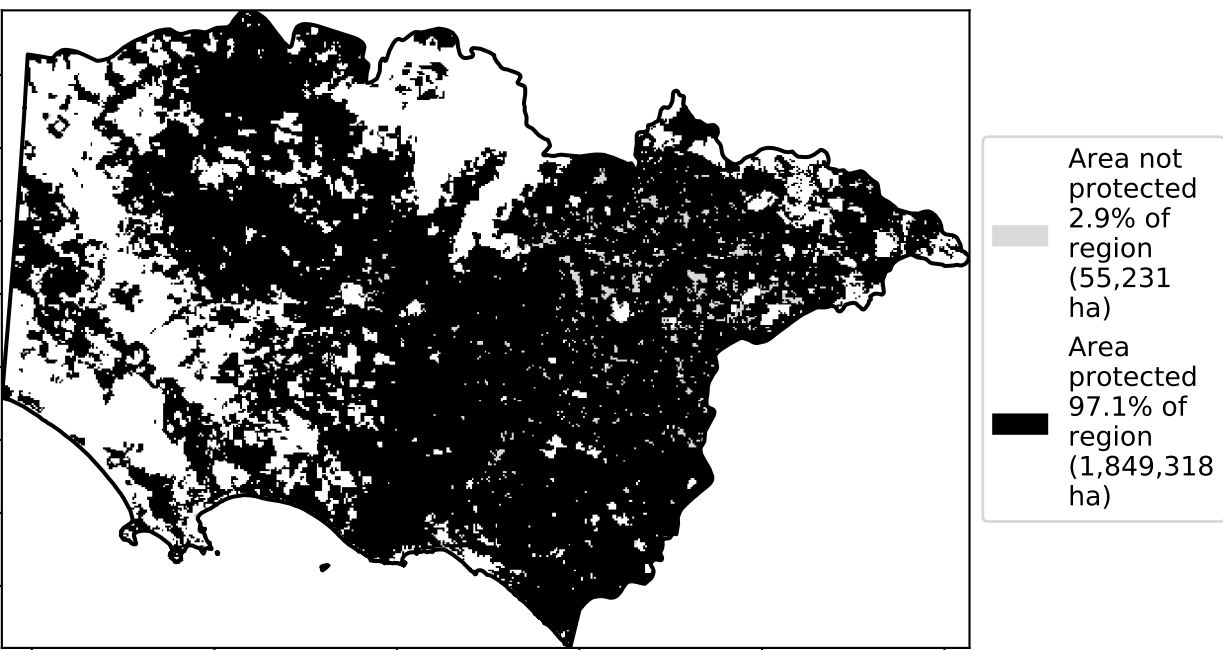 Area not
protected
2.9% of
region
(55,231
ha)
Area
protected
97.1% of
region
(1,849,318
ha)